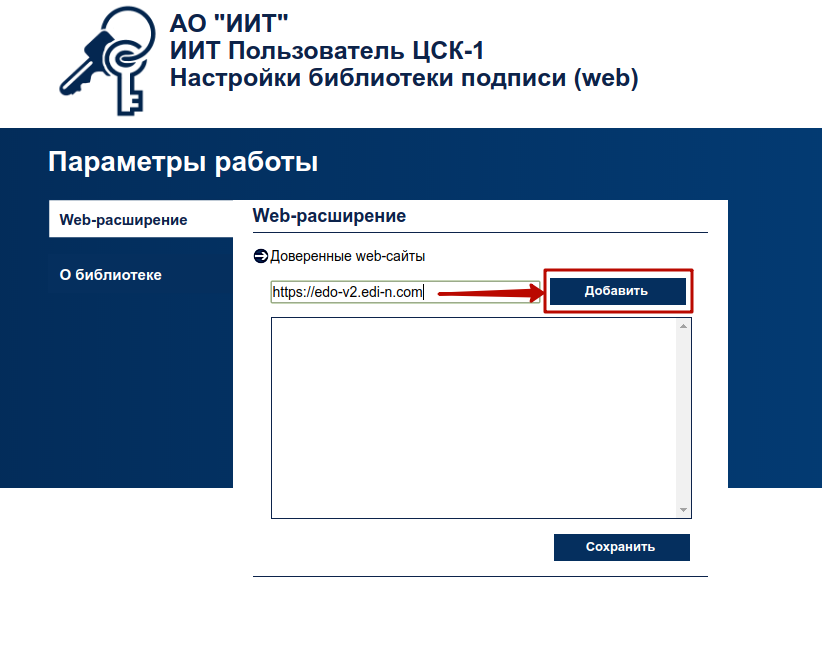 АО "ИИТ"
ИИТ Пользователь ЦСК-1
Настройки библиотеки подписи (web)
Параметры работы
Web-расширение
О библиотеке
Web-расширение
Доверенные web-сайты
https://edo-v2.edi-n.com
Добавить
Сохранить